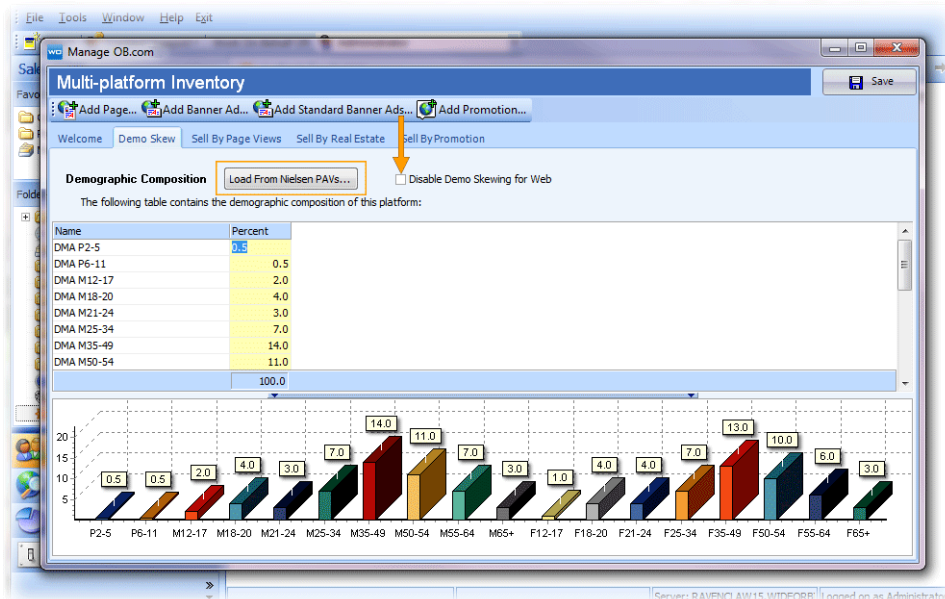 File Tools Window Help Exit
Manage OB.com
Sale
Multi-platform Inventory
Save
Favo
Add Page... Add Banner Ad... Add Standard Banner Ads... Add Promotion...
Welcome Demo Skew Sell By Page Views Sell By Real Estate Sell By Promotion
Demographic Composition Load From Nielsen PAVs... Disable Demo Skewing for Web
Folde
The following table contains the demographic composition of this platform:
Name Percent
DMA P2-5 0.5
DMA P6-11 0.5
DMA M12-17 2.0
DMA M18-20 4.0
DMA M21-24 3.0
DMA M25-34 7.0
DMA M35-49 14.0
DMA M50-54 11.0
100.0
20
15
10
5
0.5 0.5 2.0 4.0 3.0 7.0 14.0 11.0 7.0 3.0 1.0 4.0 4.0 7.0 13.0 10.0 6.0 3.0
P2-5 P6-11 M12-17 M18-20 M21-24 M25-34 M35-49 M50-54 M55-64 M65+ F12-17 F18-20 F21-24 F25-34 F35-49 F50-54 F55-64 F65+
Server: RAVENCLAW15.WIDEORB Logged on as Administrato